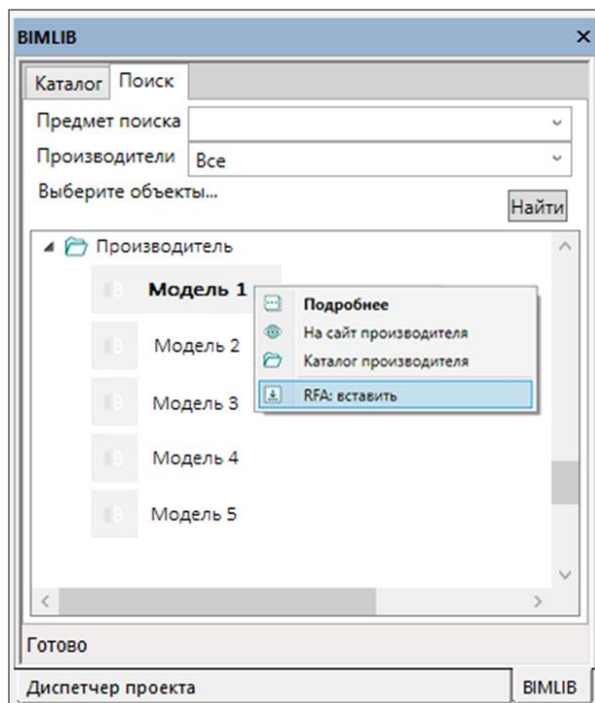 BIMLIB
Каталог Поиск
Предмет поиска
Производители Все
Выберите объекты...
Найти
Производитель
Модель 1
Подробнее
На сайт производителя
Каталог производителя
RFA: вставить
Модель 2
Модель 3
Модель 4
Модель 5
Готово
Диспетчер проекта BIMLIB